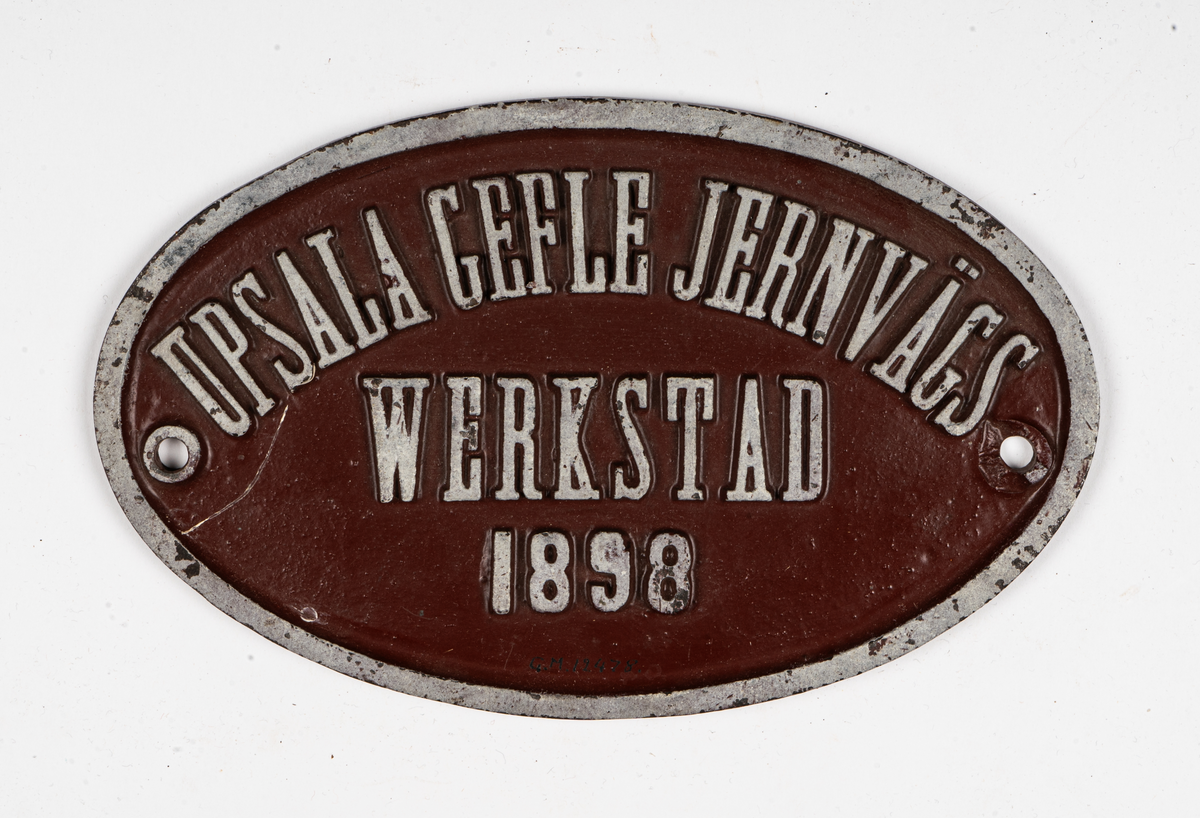 UPSALA GEFLE JERNVÄGS
WERKSTAD
1898